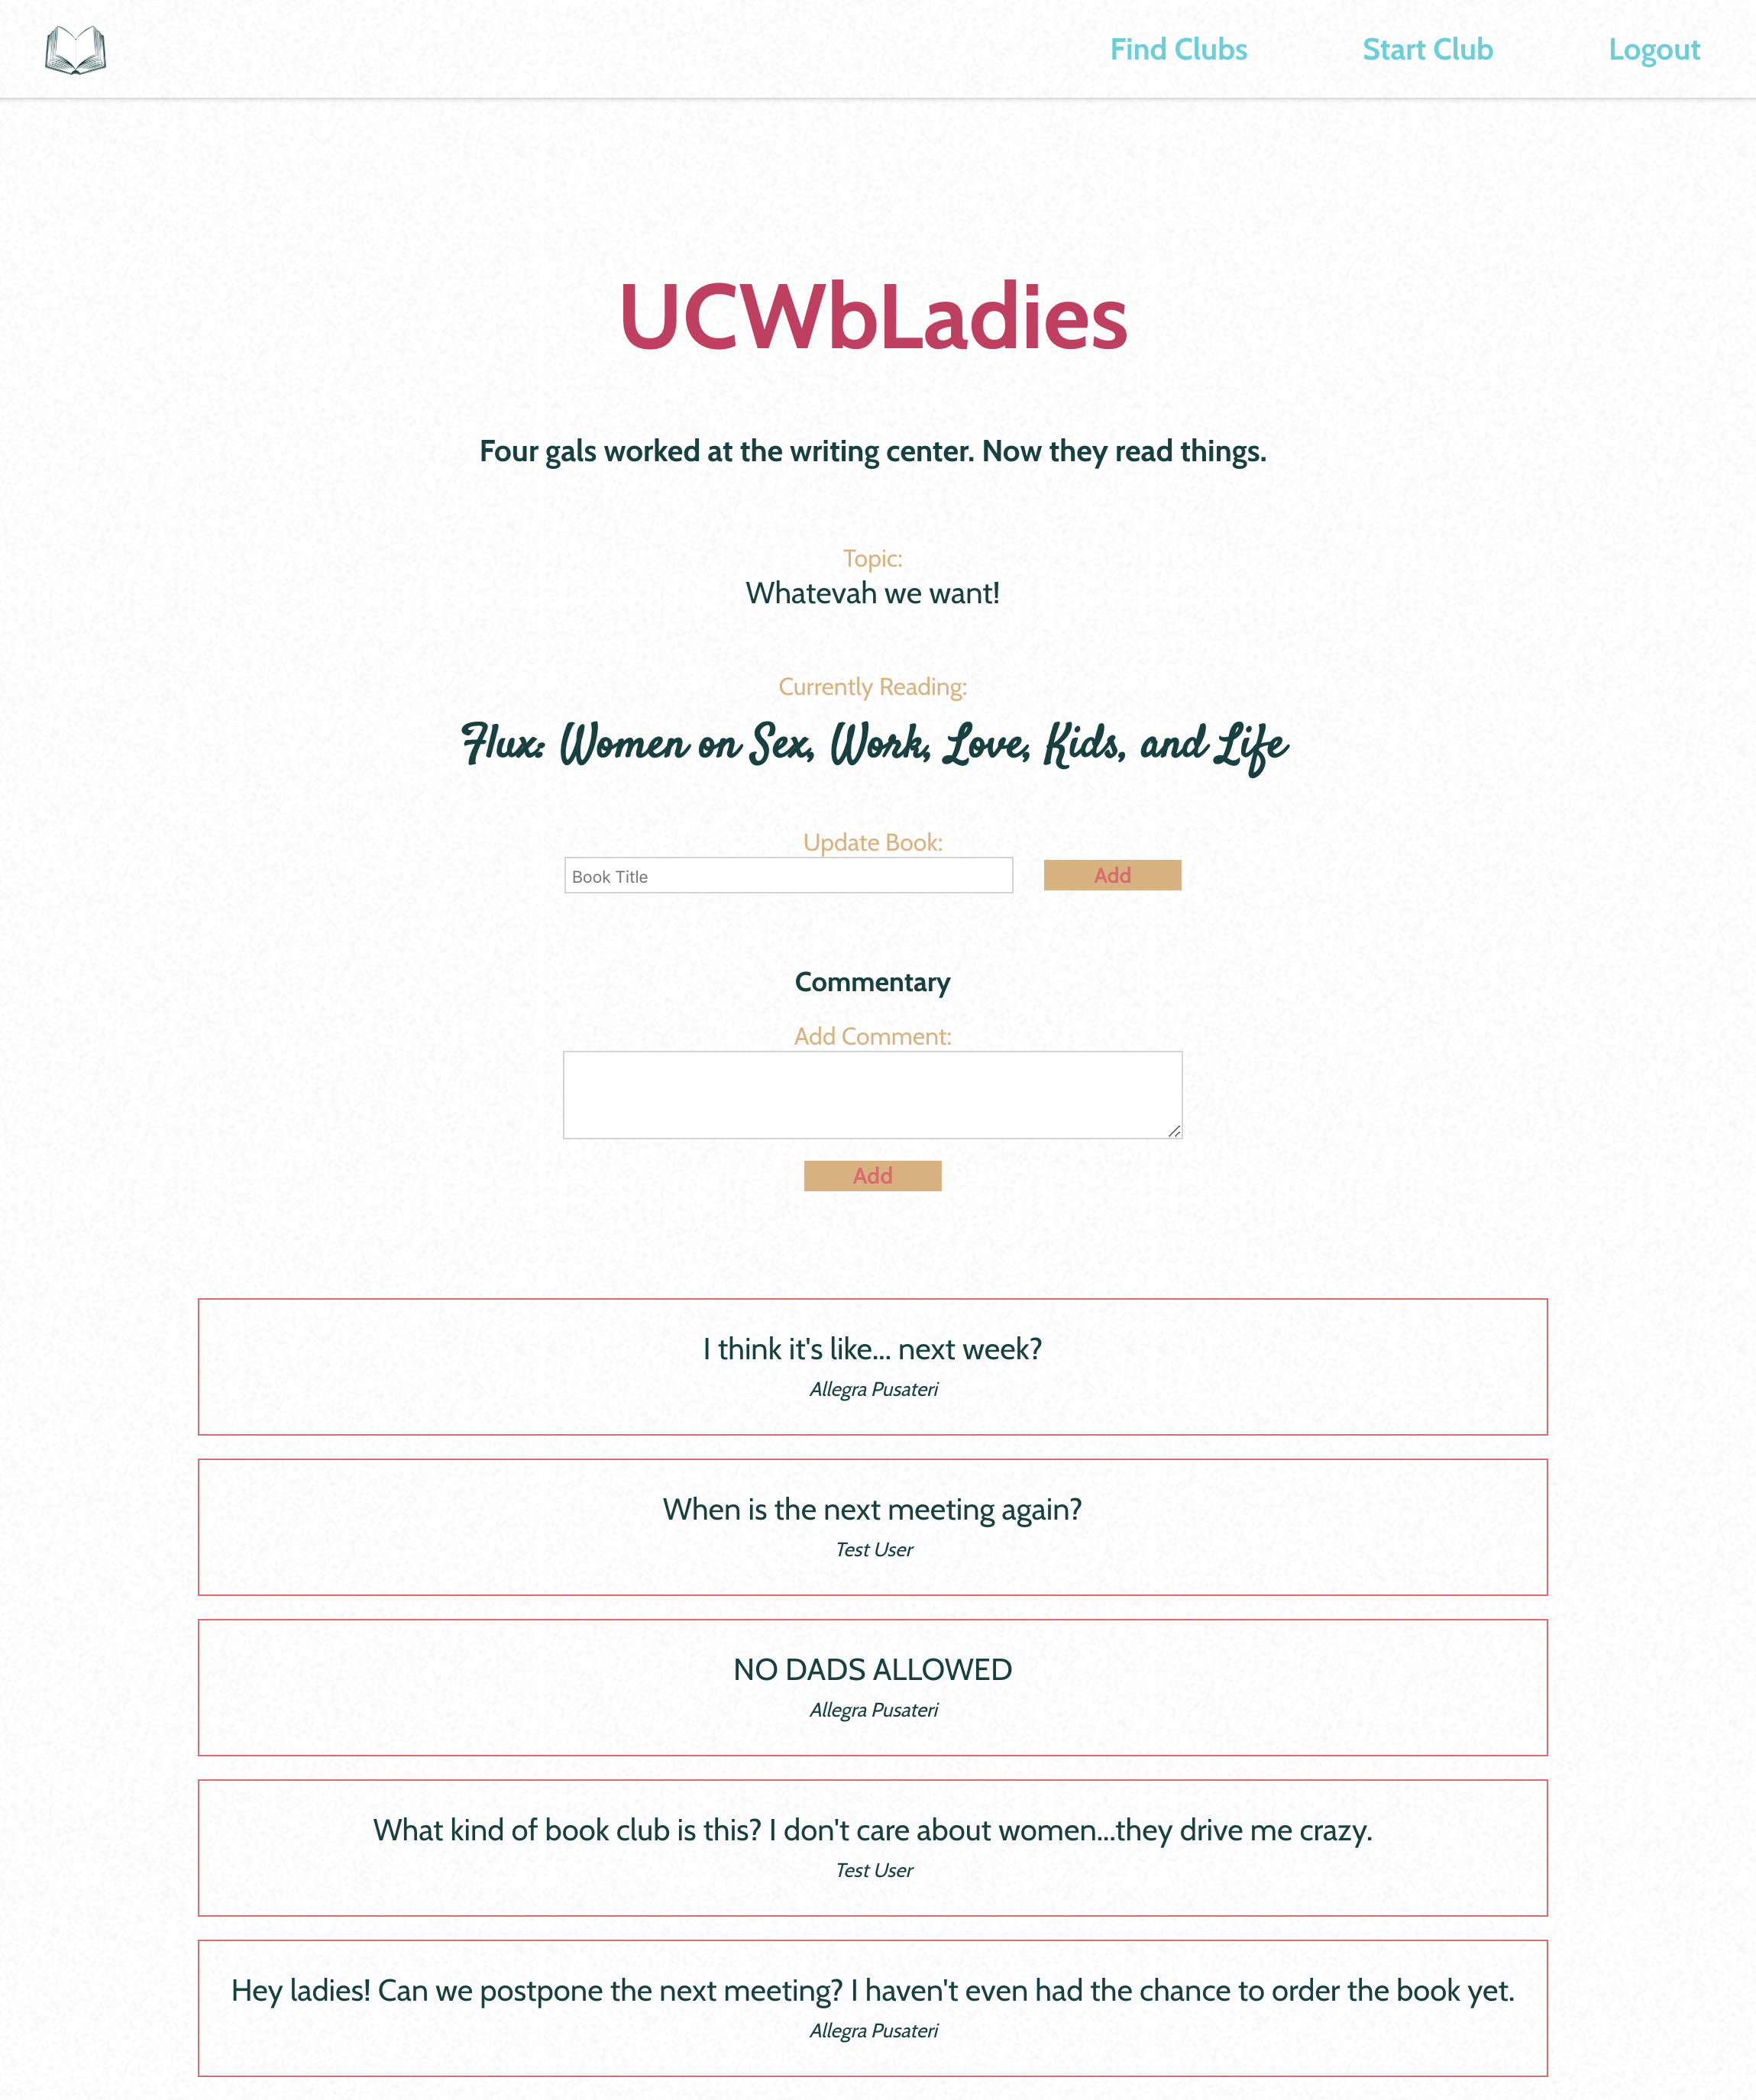 Find Clubs Start Club Logout
UCWbLadies
Four gals worked at the writing center. Now they read things.
Topic:
Whatevah we want!
Currently Reading:
Flux: Women on Sex, Work, Love, Kids, and Life
Update Book:
Book Title Add
Commentary
Add Comment:
Add
I think it's like... next week?
Allegra Pusateri
When is the next meeting again?
Test User
NO DADS ALLOWED
Allegra Pusateri
What kind of book club is this? I don't care about women...they drive me crazy.
Test User
Hey ladies! Can we postpone the next meeting? I haven't even had the chance to order the book yet.
Allegra Pusateri